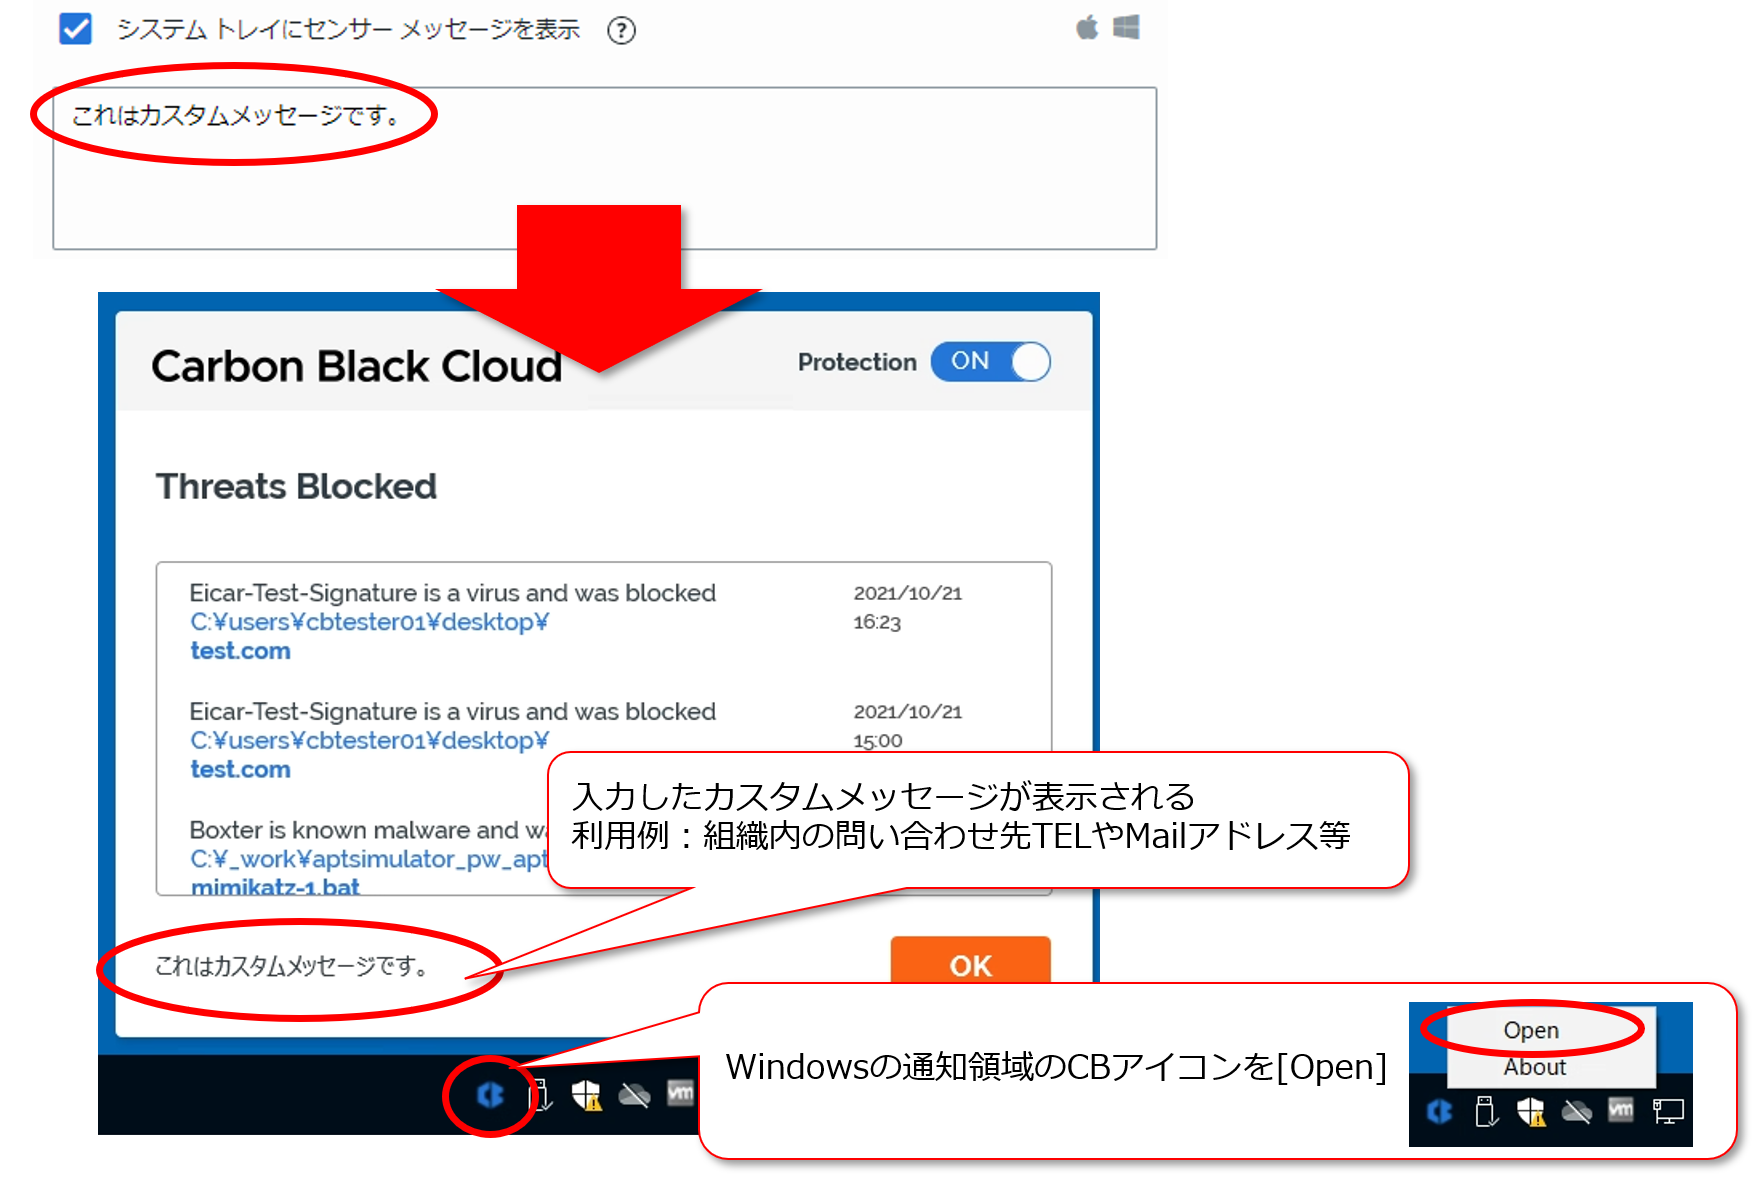 システム トレイにセンサー メッセージを表示 ?
これはカスタムメッセージです。
Carbon Black Cloud
Protection ON
Threats Blocked
Eicar-Test-Signature is a virus and was blocked 2021/10/21
C:¥users¥cbtester01¥desktop¥ 16:23
test.com
Eicar-Test-Signature is a virus and was blocked 2021/10/21
C:¥users¥cbtester01¥desktop¥ 15:00
test.com
Boxter is known malware and w
C:¥_work¥aptsimulator_pw_apt
mimikatz-1.bat
入力したカスタムメッセージが表示される
利用例：組織内の問い合わせ先TELやMailアドレス等
これはカスタムメッセージです。
OK
Windowsの通知領域のCBアイコンを[Open]
Open
About
vm
vm